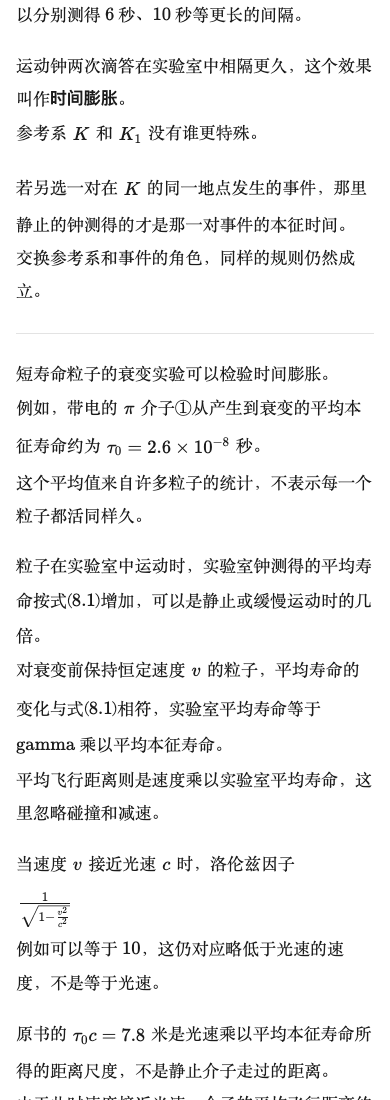 以分别测得 6 秒、10 秒等更长的间隔。
运动钟两次滴答在实验室中相隔更久，这个效果
叫作时间膨胀。
参考系 K 和 K₁ 没有谁更特殊。
若另选一对在 K 的同一地点发生的事件，那里
静止的钟测得的才是那一对事件的本征时间。
交换参考系和事件的角色，同样的规则仍然成
立。
短寿命粒子的衰变实验可以检验时间膨胀。
例如，带电的 π 介子①从产生到衰变的平均本
征寿命约为 τ₀ = 2.6 × 10⁻⁸ 秒。
这个平均值来自许多粒子的统计，不表示每一个
粒子都活同样久。
粒子在实验室中运动时，实验室钟测得的平均寿
命按式(8.1)增加，可以是静止或缓慢运动时的几
倍。
对衰变前保持恒定速度 v 的粒子，平均寿命的
变化与式(8.1)相符，实验室平均寿命等于
gamma 乘以平均本征寿命。
平均飞行距离则是速度乘以实验室平均寿命，这
里忽略碰撞和减速。
当速度 v 接近光速 c 时，洛伦兹因子
1/√(1−v²/c²)
例如可以等于 10，这仍对应略低于光速的速
度，不是等于光速。
原书的 τ₀c = 7.8 米是光速乘以平均本征寿命所
得的距离尺度，不是静止介子走过的距离。